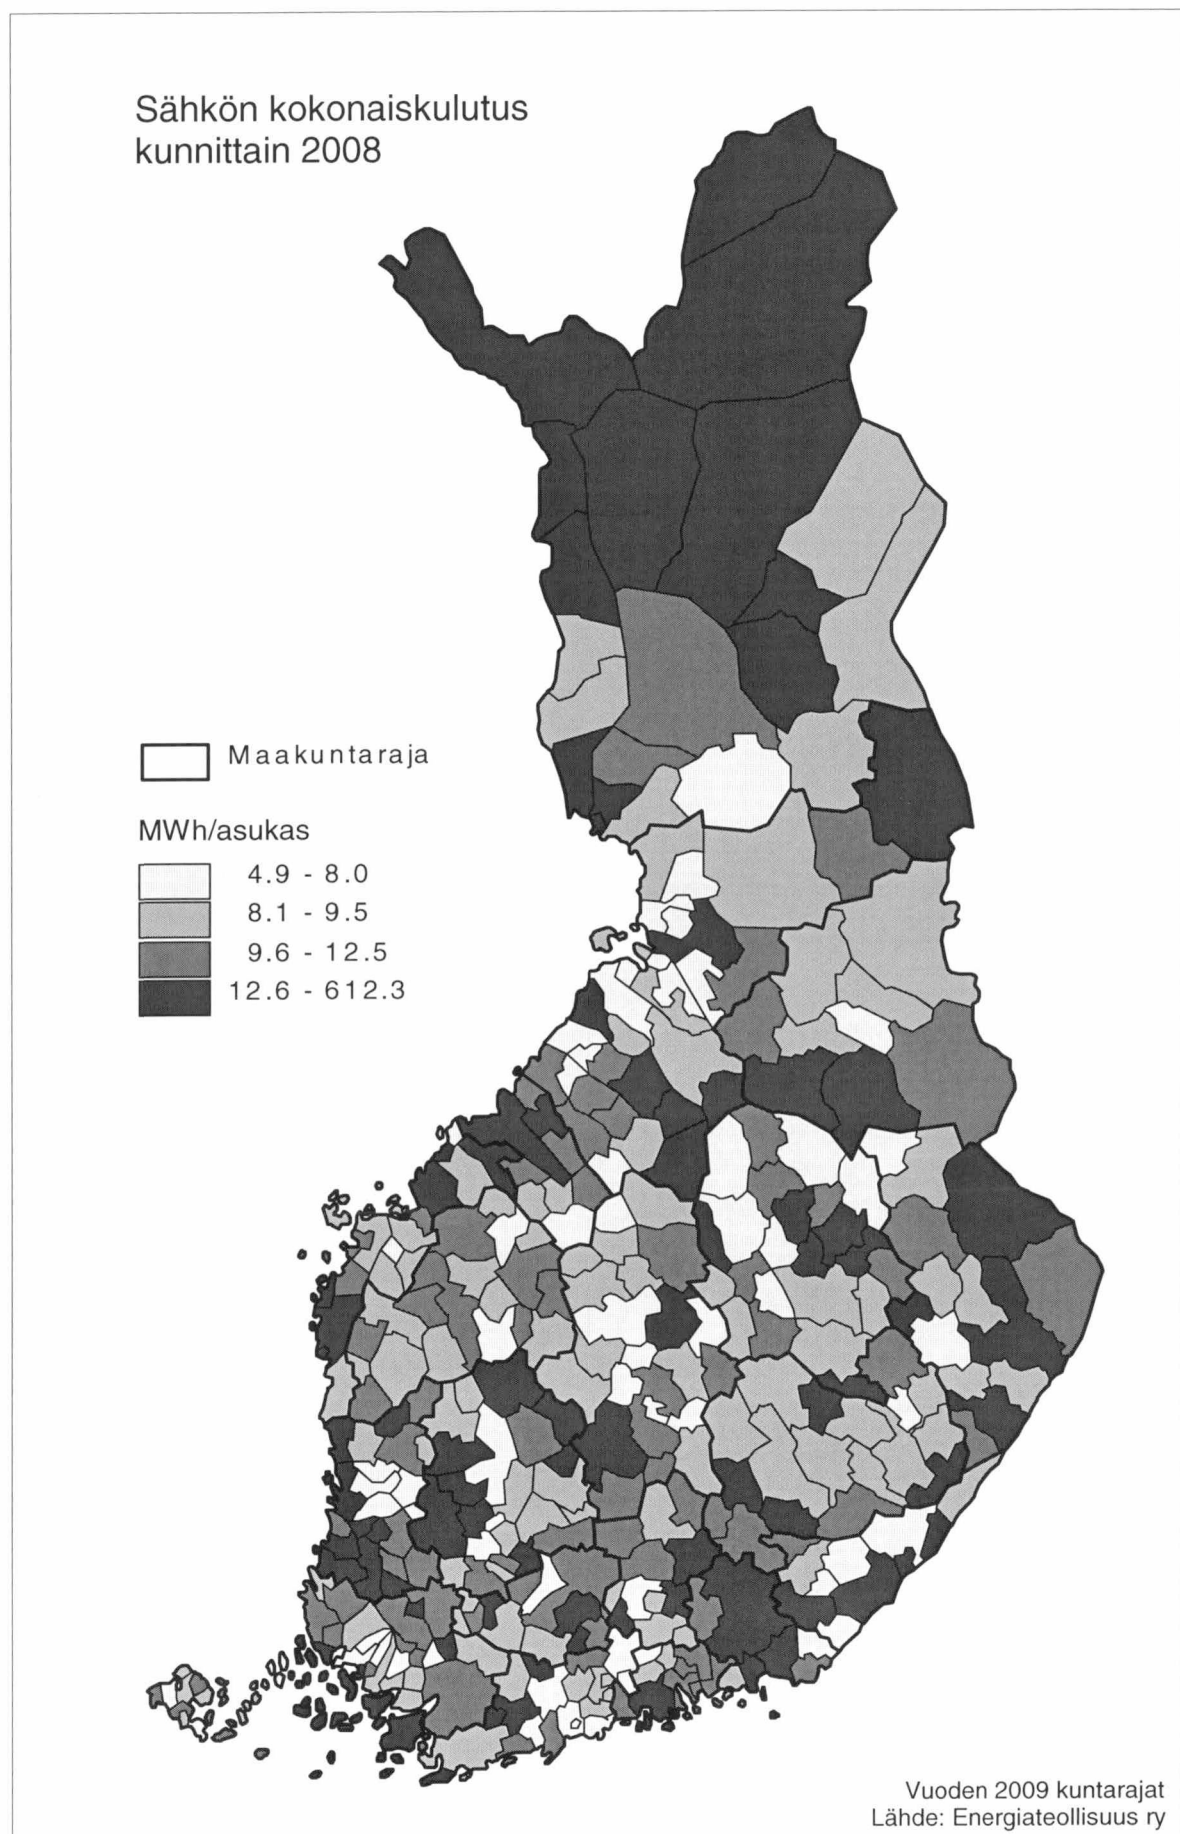 Sähkön kokonaiskulutus
kunnittain 2008
Maakuntaraja
MWh/asukas
4.9 - 8.0
8.1 - 9.5
9.6 - 12.5
12.6 - 612.3
Vuoden 2009 kuntarajat
Lähde: Energiateollisuus ry